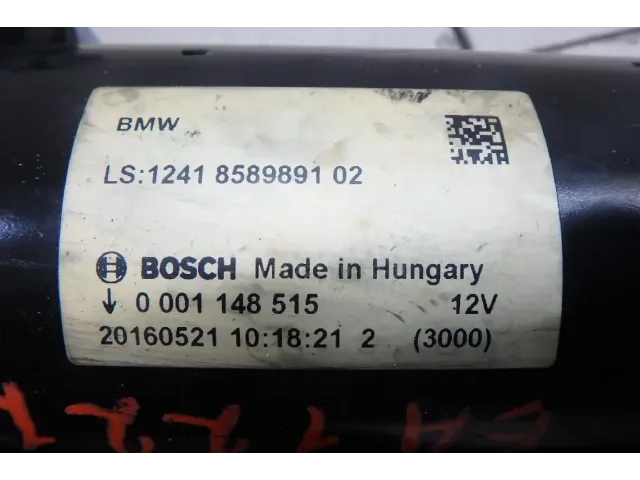 BMW
LS:1241 8589891 02
BOSCH Made in Hungary
↓ 0 001 148 515 12V
20160521 10:18:21 2 (3000)